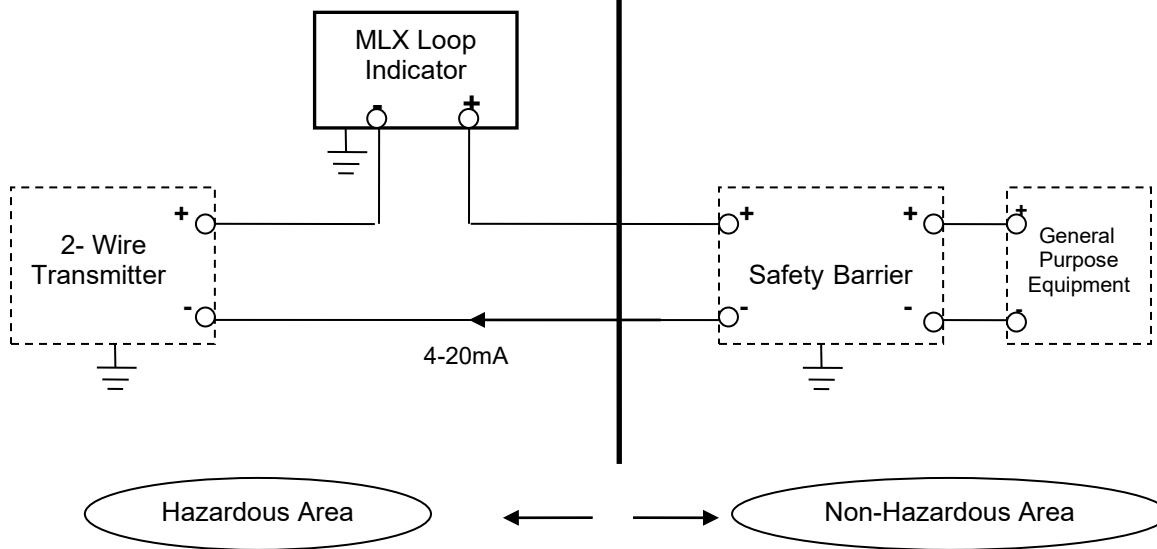 MLX Loop
Indicator
- +
+
2- Wire
Transmitter
-
+ +
Safety Barrier
- -
+
General
Purpose
Equipment
-
4-20mA
Hazardous Area
Non-Hazardous Area